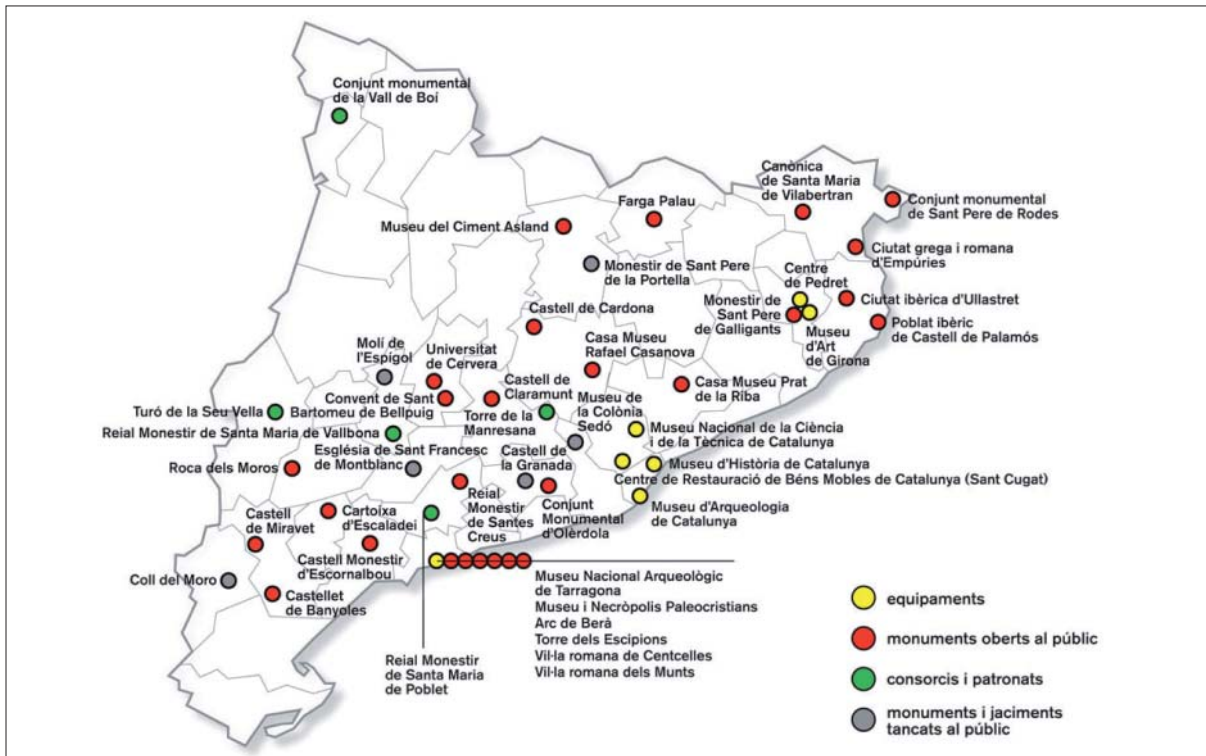 Conjunt monumental
de la Vall de Boí
Canònica
de Santa Maria
de Vilabertran
Farga Palau
Conjunt monumental
de Sant Pere de Rodes
Museu del Ciment Asland
Ciutat grega i romana
d'Empúries
Monestir de Sant Pere
de la Portella
Centre
de Pedret
Ciutat ibèrica d'Ullastret
Castell de Cardona
Monestir de
Sant Pere
de Galligants
Poblat ibèric
de Castell de Palamós
Museu
d'Art
de Girona
Molí de
l'Espígol
Universitat
de Cervera
Casa Museu
Rafael Casanova
Castell de
Claramunt
Casa Museu Prat
de la Riba
Convent de Sant
Bartomeu de Bellpuig
Turó de la Seu Vella
Torre de la
Manresana
Museu de
la Colònia
Sedó
Museu Nacional de la Ciència
i de la Tècnica de Catalunya
Reial Monestir de Santa Maria de Vallbona
Església de Sant Francesc
de Montblanc
Castell de
la Granada
Roca dels Moros
Museu d'Història de Catalunya
Centre de Restauració de Béns Mobles de Catalunya (Sant Cugat)
Reial
Monestir
de Santes
Creus
Conjunt
Monumental
d'Olèrdola
Museu d'Arqueologia
de Catalunya
Castell
de Miravet
Cartoixa
d'Escaladei
Castell Monestir
d'Escornalbou
Coll del Moro
Castellet
de Banyoles
Museu Nacional Arqueològic
de Tarragona
Museu i Necròpolis Paleocristians
Arc de Berà
Torre dels Escipions
Vil·la romana de Centcelles
Vil·la romana dels Munts
Reial Monestir
de Santa Maria
de Poblet
equipaments
monuments oberts al públic
consorcis i patronats
monuments i jaciments
tancats al públic